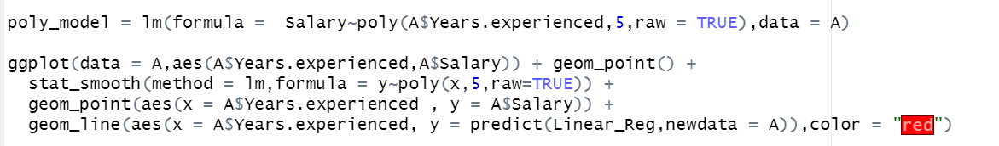 poly_model = lm(formula =  Salary~poly(A$Years.experienced,5,raw = TRUE),data = A)
ggplot(data = A,aes(A$Years.experienced,A$Salary)) + geom_point() +
  stat_smooth(method = lm,formula = y~poly(x,5,raw=TRUE)) +
  geom_point(aes(x = A$Years.experienced , y = A$Salary)) +
  geom_line(aes(x = A$Years.experienced, y = predict(Linear_Reg,newdata = A)),color = "red")